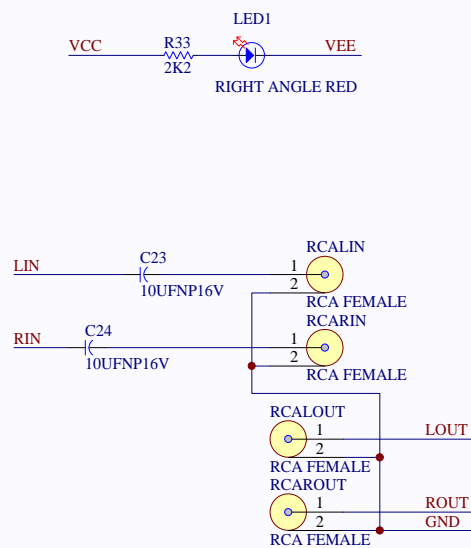 LED1
VCC R33 VEE
2K2
RIGHT ANGLE RED
RCALIN
C23
LIN 1
2
10UFNP16V
RCA FEMALE
RCARIN
C24
RIN 1
2
10UFNP16V
RCA FEMALE
RCALOUT
1 LOUT
2
RCA FEMALE
RCAROUT
1 ROUT
2 GND
RCA FEMALE